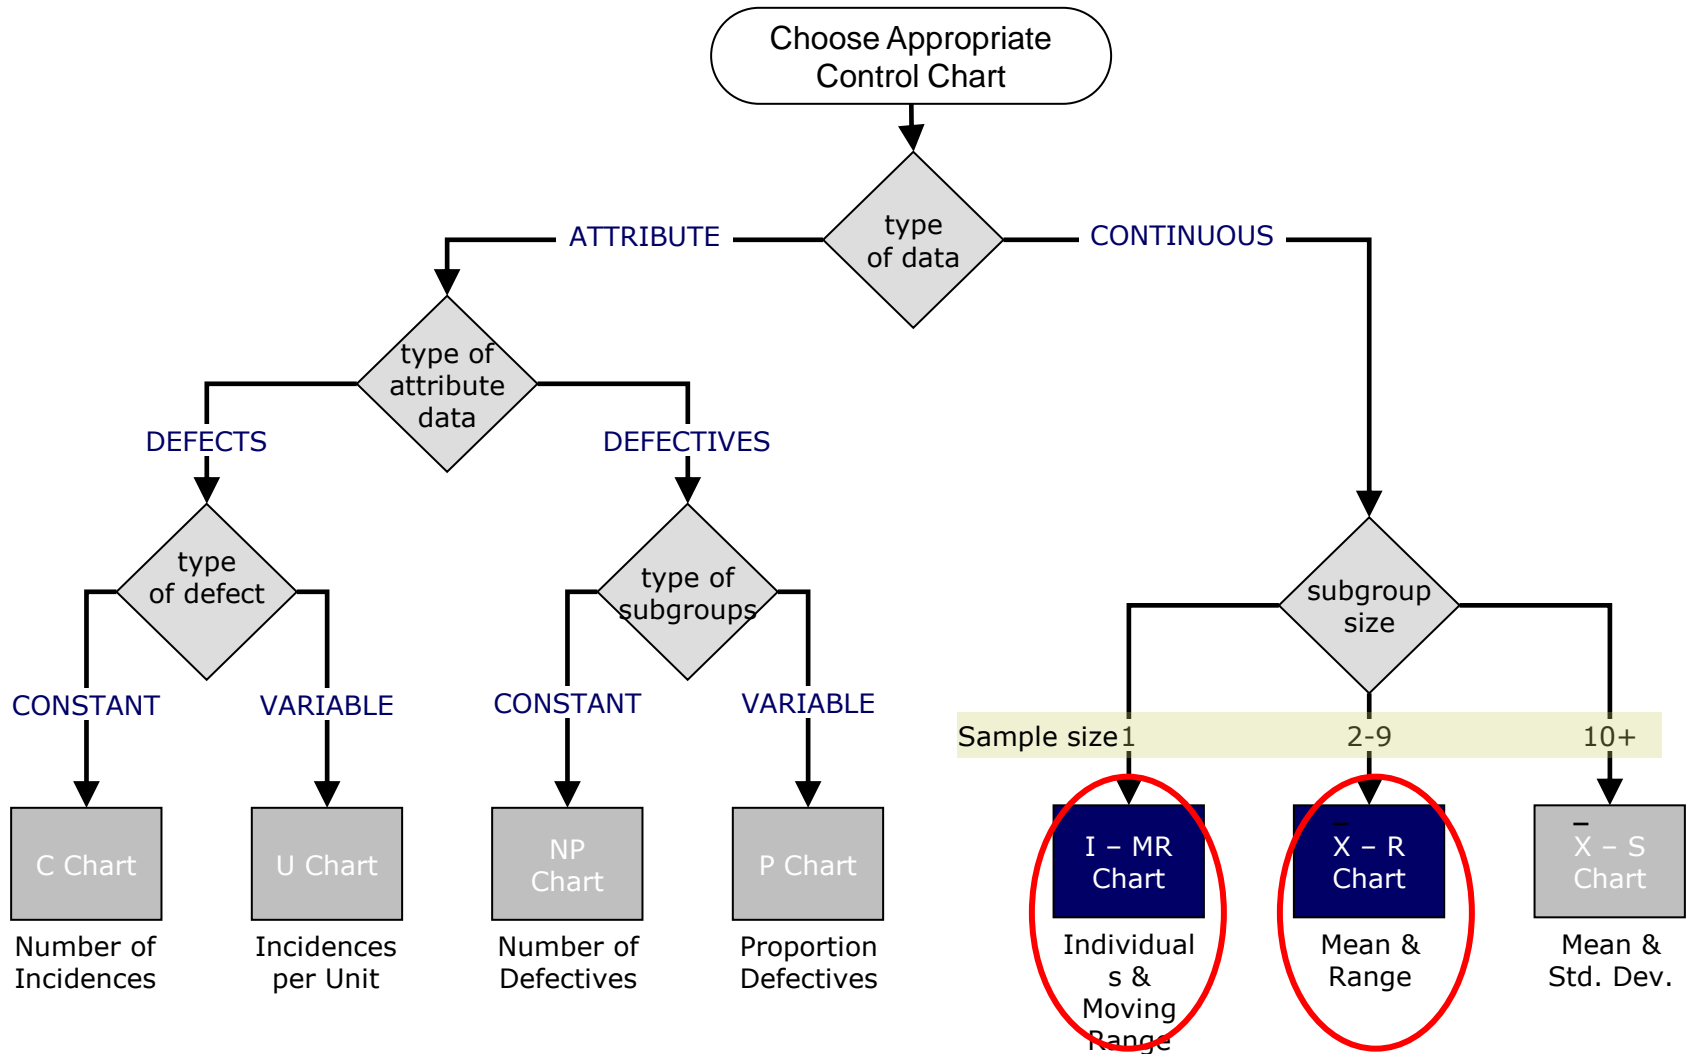 Choose Appropriate
Control Chart
type
of data
ATTRIBUTE
CONTINUOUS
type of
attribute
data
DEFECTS
DEFECTIVES
type
of defect
type of
subgroups
subgroup
size
CONSTANT
VARIABLE
CONSTANT
VARIABLE
Sample size 1
2-9
10+
C Chart
U Chart
NP
Chart
P Chart
I – MR
Chart
X̅ – R
Chart
X̅ – S
Chart
Number of
Incidences
Incidences
per Unit
Number of
Defectives
Proportion
Defectives
Individual
s &
Moving
Range
Mean &
Range
Mean &
Std. Dev.